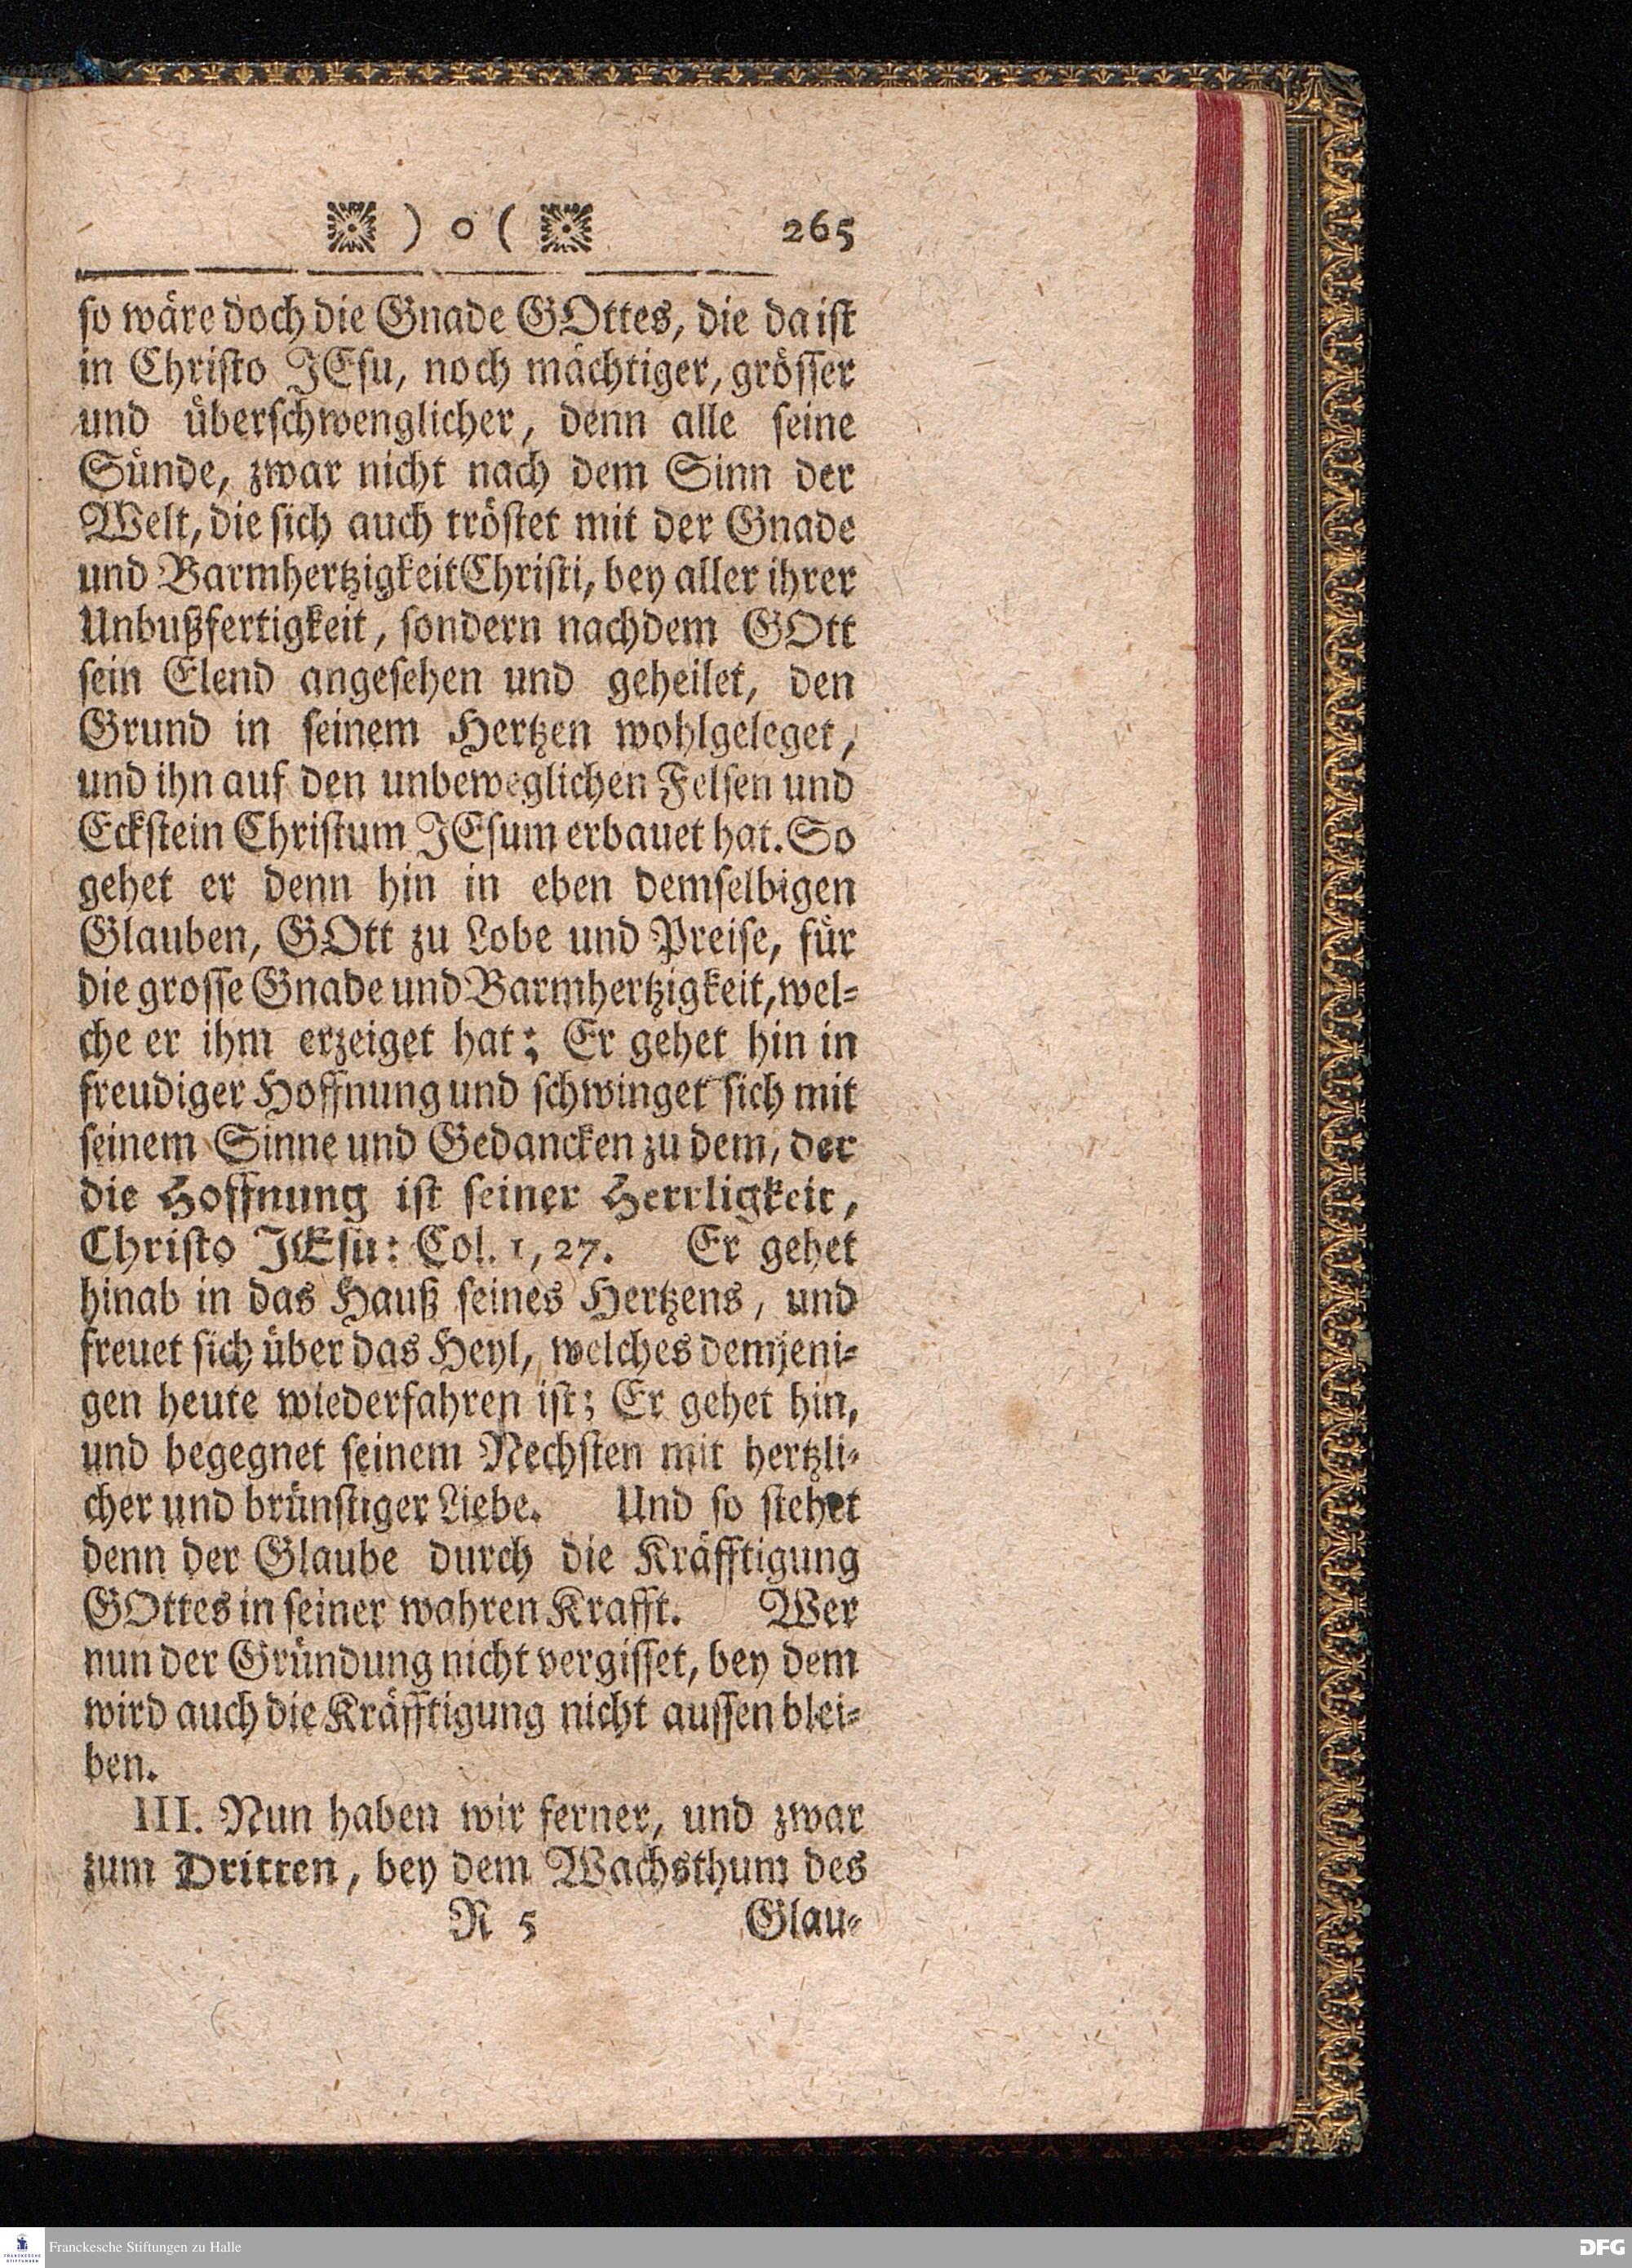 ) o ( 265
so wäre doch die Gnade GOttes, die da ist
in Christo JEsu, noch mächtiger, grösser
und überschwenglicher, denn alle seine
Sünde, zwar nicht nach dem Sinn der
Welt, die sich auch tröstet mit der Gnade
und Barmhertzigkeit Christi, bey aller ihrer
Unbußfertigkeit, sondern nachdem GOtt
sein Elend angesehen und geheilet, den
Grund in seinem Hertzen wohlgeleget,
und ihn auf den unbeweglichen Felsen und
Eckstein Christum JEsum erbauet hat. So
gehet er denn hin in eben demselbigen
Glauben, GOtt zu Lobe und Preise, für
die grosse Gnade und Barmhertzigkeit, wel-
che er ihm erzeiget hat; Er gehet hin in
freudiger Hoffnung und schwinget sich mit
seinem Sinne und Gedancken zu dem, der
die Hoffnung ist seiner Herrligkeit,
Christo JEsu: Col. 1, 27. Er gehet
hinab in das Hauß seines Hertzens, und
freuet sich über das Heyl, welches demjeni-
gen heute wiederfahren ist; Er gehet hin,
und begegnet seinem Nechsten mit hertzli-
cher und brünstiger Liebe. Und so stehet
denn der Glaube durch die Kräfftigung
GOttes in seiner wahren Krafft. Wer
nun der Gründung nicht vergisset, bey dem
wird auch die Kräfftigung nicht aussen blei-
ben.
III. Nun haben wir ferner, und zwar
zum Dritten, bey dem Wachsthum des
R 5 Glau-
Franckesche Stiftungen zu Halle
DFG